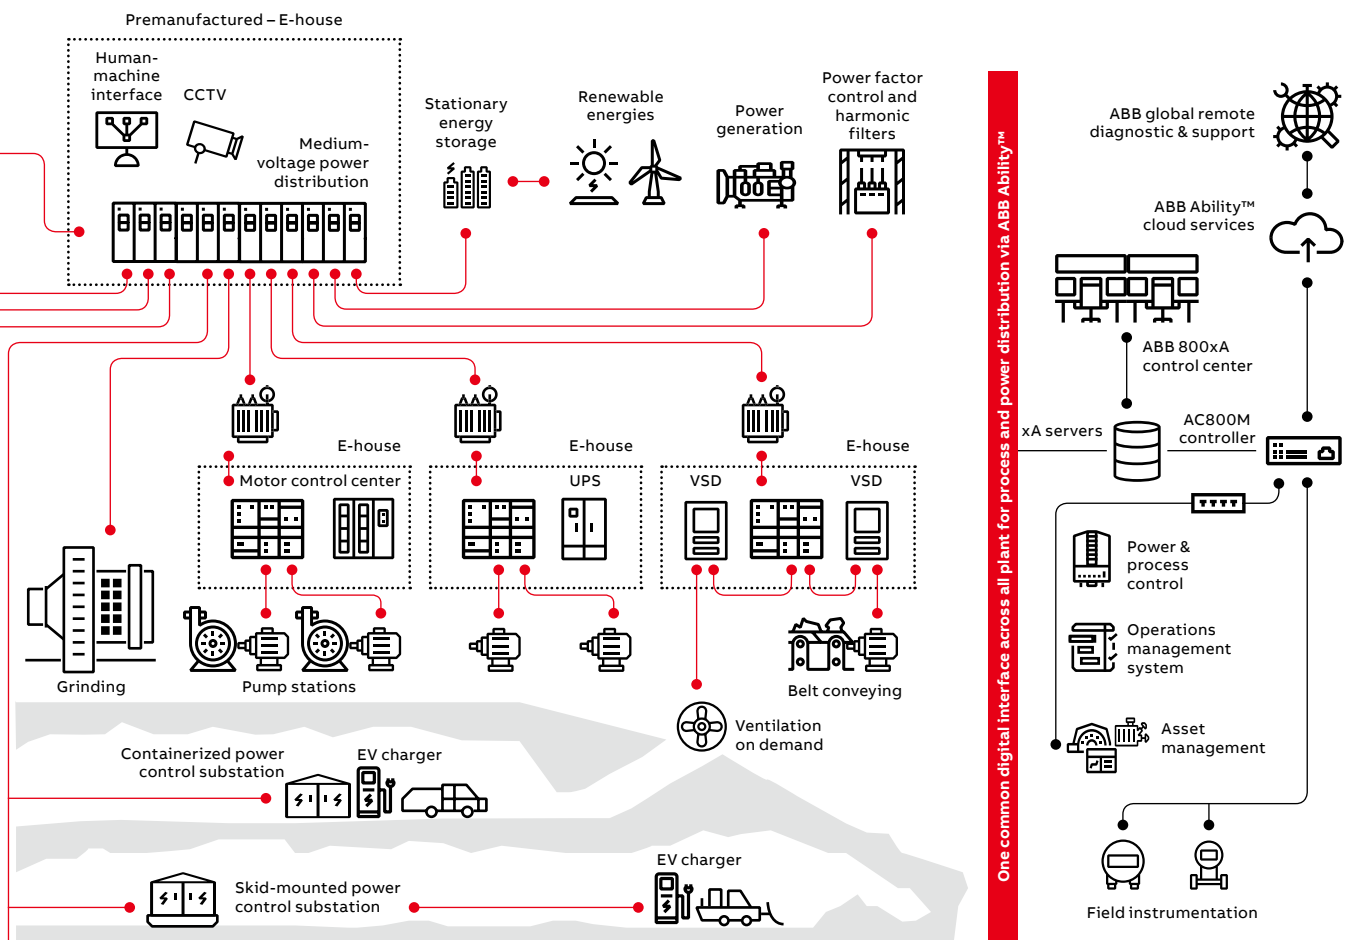 Premanufactured – E-house
Human-
machine
interface
CCTV
Medium-
voltage power
distribution
Stationary
energy
storage
Renewable
energies
Power
generation
Power factor
control and
harmonic
filters
E-house
Motor control center
E-house
UPS
E-house
VSD
VSD
Grinding
Pump stations
Belt conveying
Ventilation
on demand
Containerized power
control substation
EV charger
Skid-mounted power
control substation
EV charger
One common digital interface across all plant for process and power distribution via ABB Ability™
ABB global remote
diagnostic & support
ABB Ability™
cloud services
ABB 800xA
control center
xA servers
AC800M
controller
Power &
process
control
Operations
management
system
Asset
management
Field instrumentation